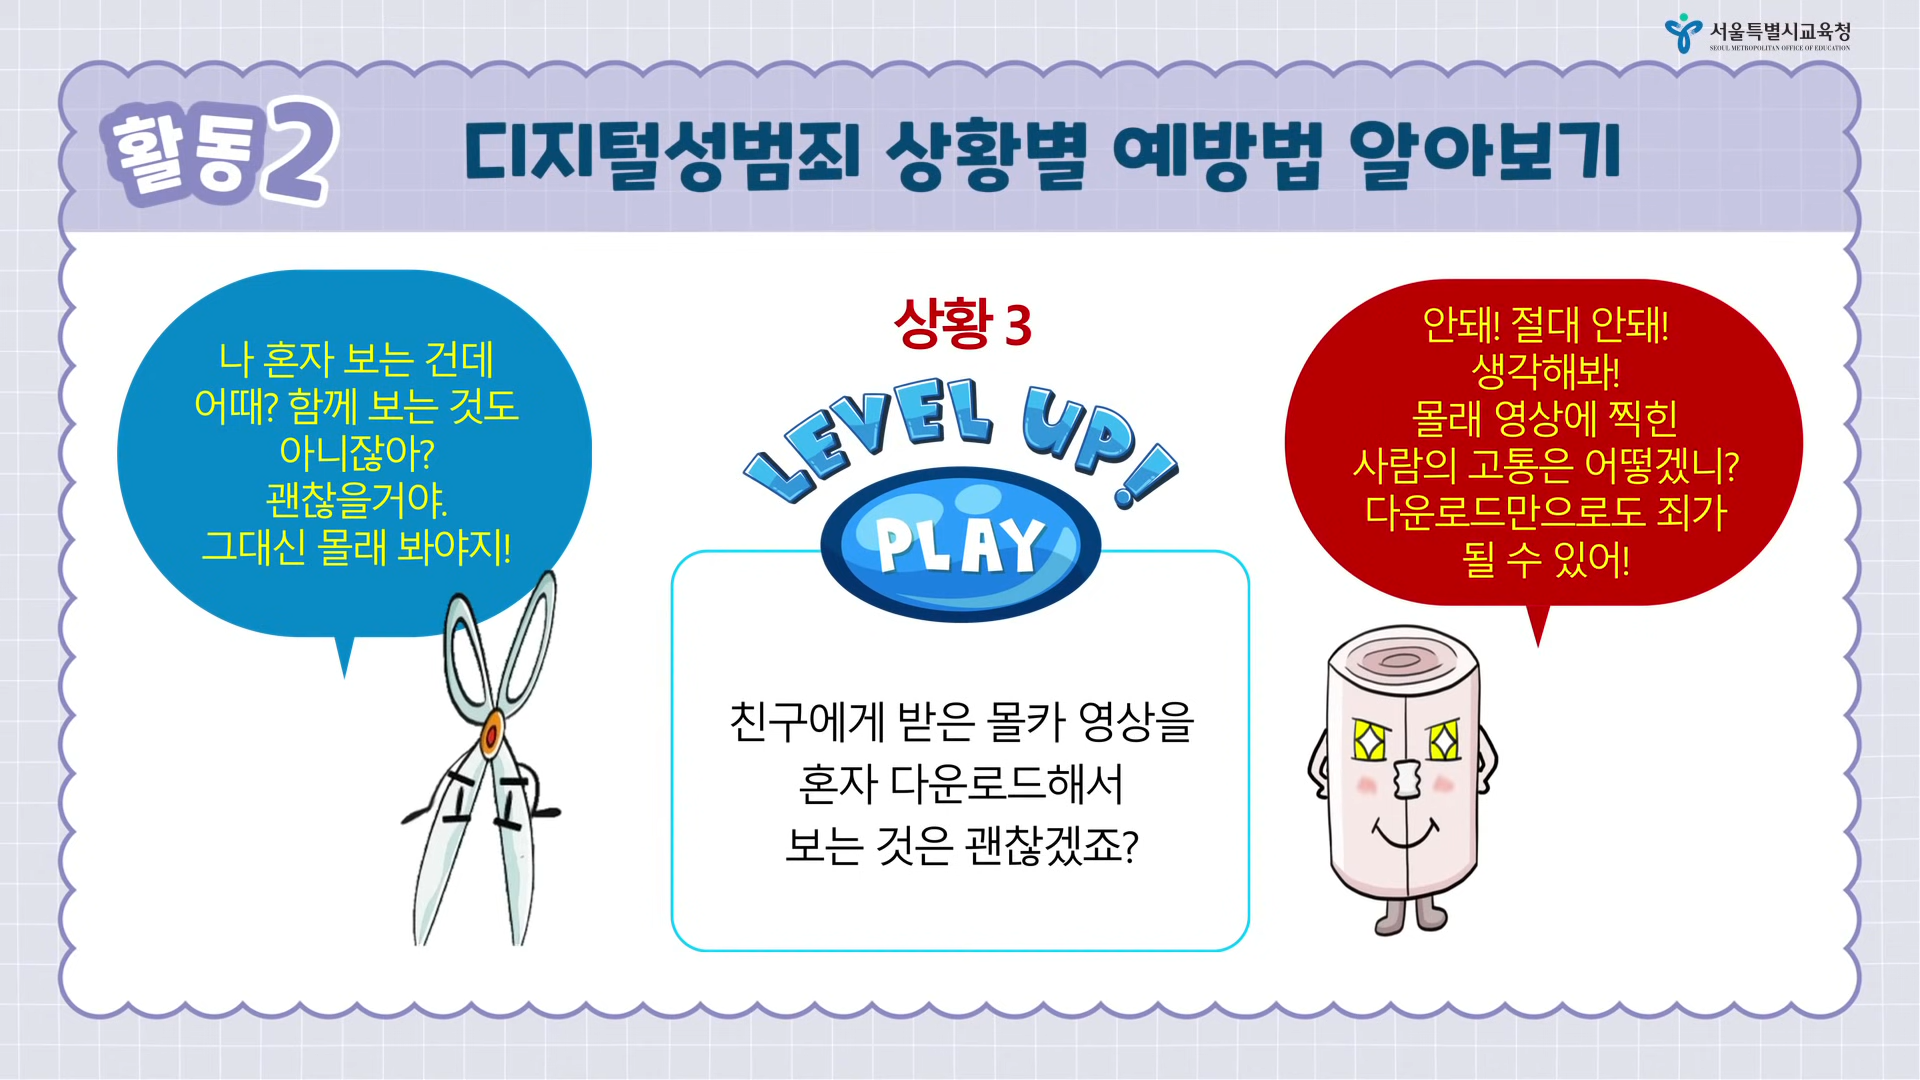 서울특별시교육청
SEOUL METROPOLITAN OFFICE OF EDUCATION
활동2
디지털성범죄 상황별 예방법 알아보기
나 혼자 보는 건데
어때? 함께 보는 것도
아니잖아?
괜찮을거야.
그대신 몰래 봐야지!
상황 3
LEVEL UP!
PLAY
친구에게 받은 몰카 영상을
혼자 다운로드해서
보는 것은 괜찮겠죠?
안돼! 절대 안돼!
생각해봐!
몰래 영상에 찍힌
사람의 고통은 어떻겠니?
다운로드만으로도 죄가
될 수 있어!